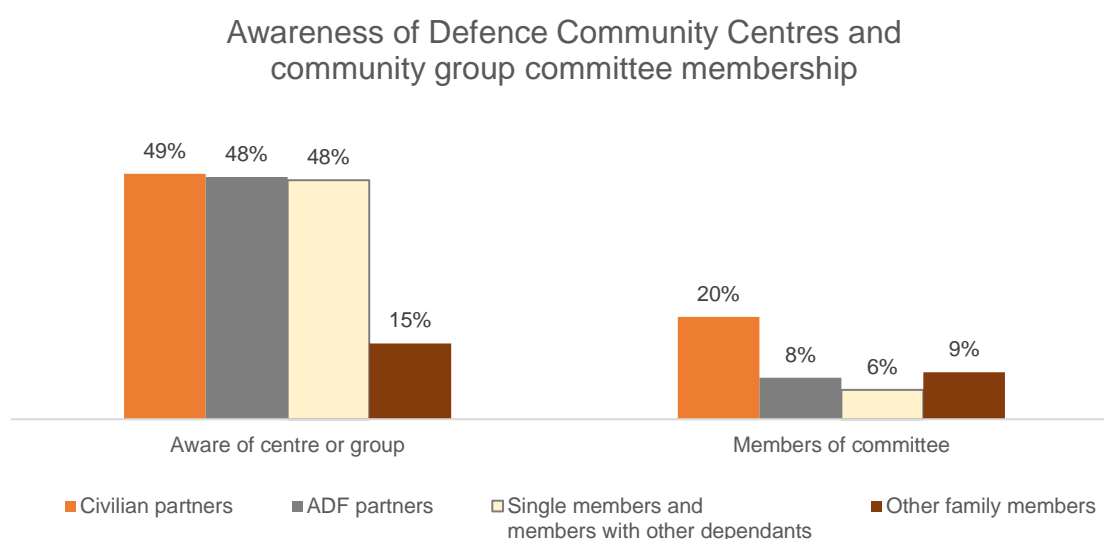 Awareness of Defence Community Centres and
community group committee membership
49%
48%
48%
15%
20%
8%
6%
9%
Aware of centre or group
Members of committee
Civilian partners
ADF partners
Single members and
members with other dependants
Other family members